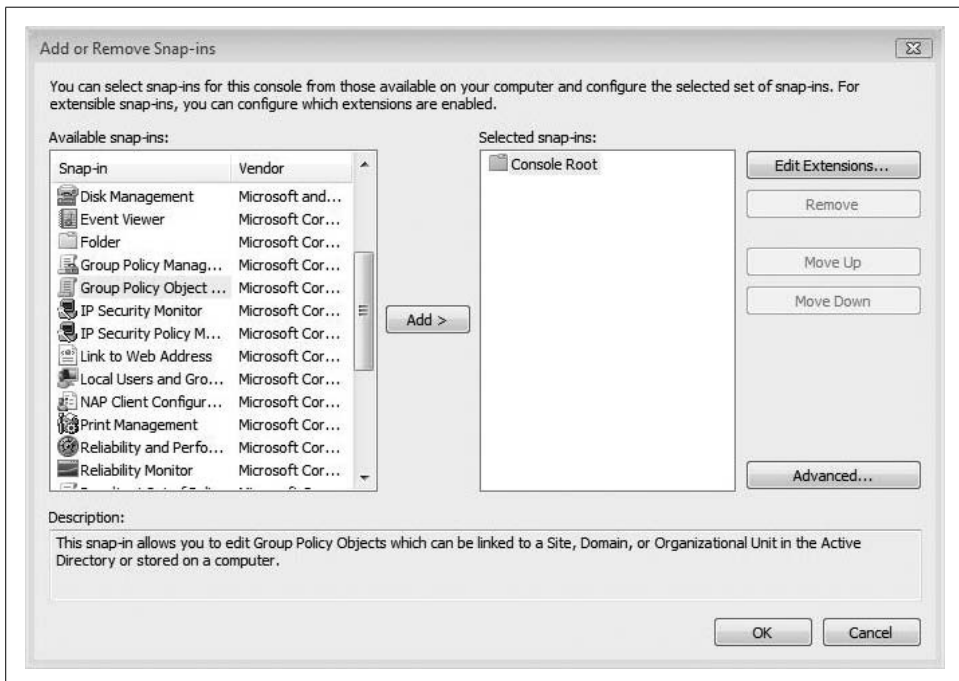 Add or Remove Snap-ins
You can select snap-ins for this console from those available on your computer and configure the selected set of snap-ins. For
extensible snap-ins, you can configure which extensions are enabled.
Available snap-ins:
Snap-in Vendor
Disk Management Microsoft and...
Event Viewer Microsoft Cor...
Folder Microsoft Cor...
Group Policy Manag... Microsoft Cor...
Group Policy Object ... Microsoft Cor...
IP Security Monitor Microsoft Cor...
IP Security Policy M... Microsoft Cor...
Link to Web Address Microsoft Cor...
Local Users and Gro... Microsoft Cor...
NAP Client Configur... Microsoft Cor...
Print Management Microsoft Cor...
Reliability and Perfo... Microsoft Cor...
Reliability Monitor Microsoft Cor...
Add >
Selected snap-ins:
Console Root
Edit Extensions...
Remove
Move Up
Move Down
Advanced...
Description:
This snap-in allows you to edit Group Policy Objects which can be linked to a Site, Domain, or Organizational Unit in the Active
Directory or stored on a computer.
OK Cancel